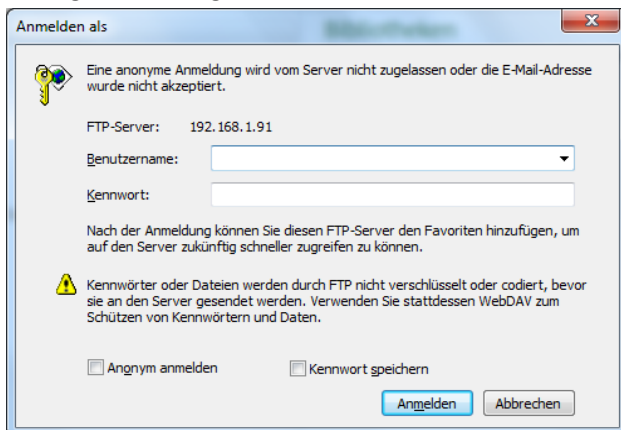 Anmelden als
Bibliotheken
Eine anonyme Anmeldung wird vom Server nicht zugelassen oder die E-Mail-Adresse
wurde nicht akzeptiert.
FTP-Server: 192.168.1.91
Benutzername:
Kennwort:
Nach der Anmeldung können Sie diesen FTP-Server den Favoriten hinzufügen, um
auf den Server zukünftig schneller zugreifen zu können.
Kennwörter oder Dateien werden durch FTP nicht verschlüsselt oder codiert, bevor
sie an den Server gesendet werden. Verwenden Sie stattdessen WebDAV zum
Schützen von Kennwörtern und Daten.
Anonym anmelden Kennwort speichern
Anmelden Abbrechen